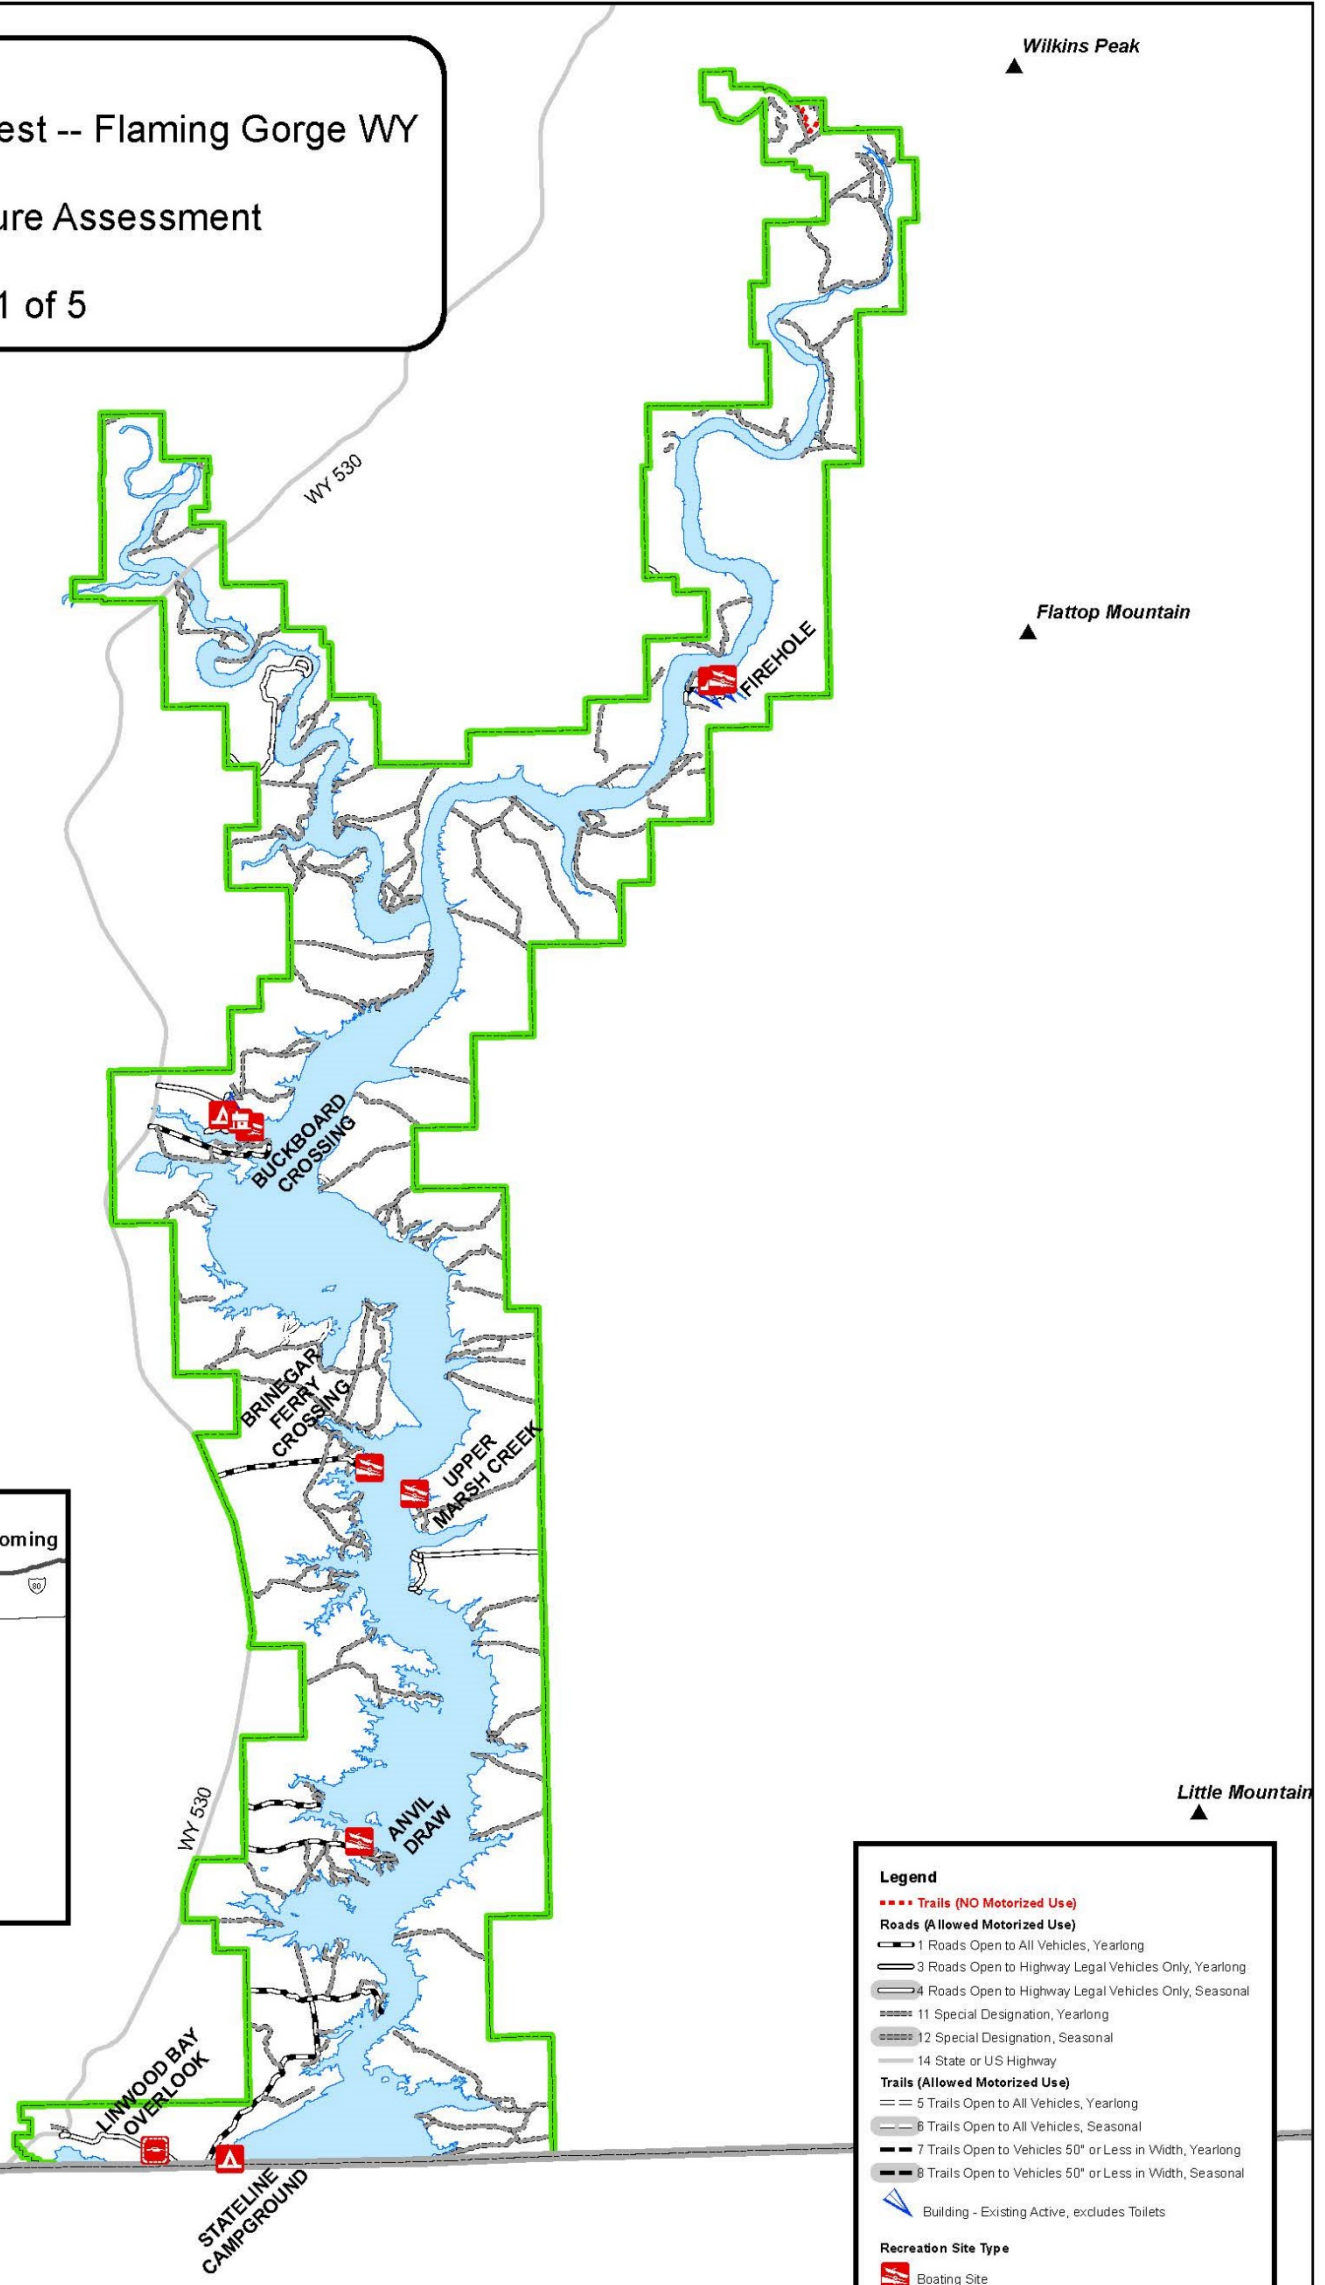 est -- Flaming Gorge WY
ure Assessment
1 of 5
Wilkins Peak
WY 530
Flattop Mountain
FIREHOLE
BUCKBOARD
CROSSING
BRINEGAR
FERRY
CROSSING
UPPER
MARSH CREEK
oming
80
WY 530
ANVIL
DRAW
Little Mountain
LINWOOD BAY
OVERLOOK
STATELINE
CAMPGROUND
Legend
Trails (NO Motorized Use)
Roads (Allowed Motorized Use)
1 Roads Open to All Vehicles, Yearlong
3 Roads Open to Highway Legal Vehicles Only, Yearlong
4 Roads Open to Highway Legal Vehicles Only, Seasonal
11 Special Designation, Yearlong
12 Special Designation, Seasonal
14 State or US Highway
Trails (Allowed Motorized Use)
5 Trails Open to All Vehicles, Yearlong
6 Trails Open to All Vehicles, Seasonal
7 Trails Open to Vehicles 50" or Less in Width, Yearlong
8 Trails Open to Vehicles 50" or Less in Width, Seasonal
Building - Existing Active, excludes Toilets
Recreation Site Type
Boating Site